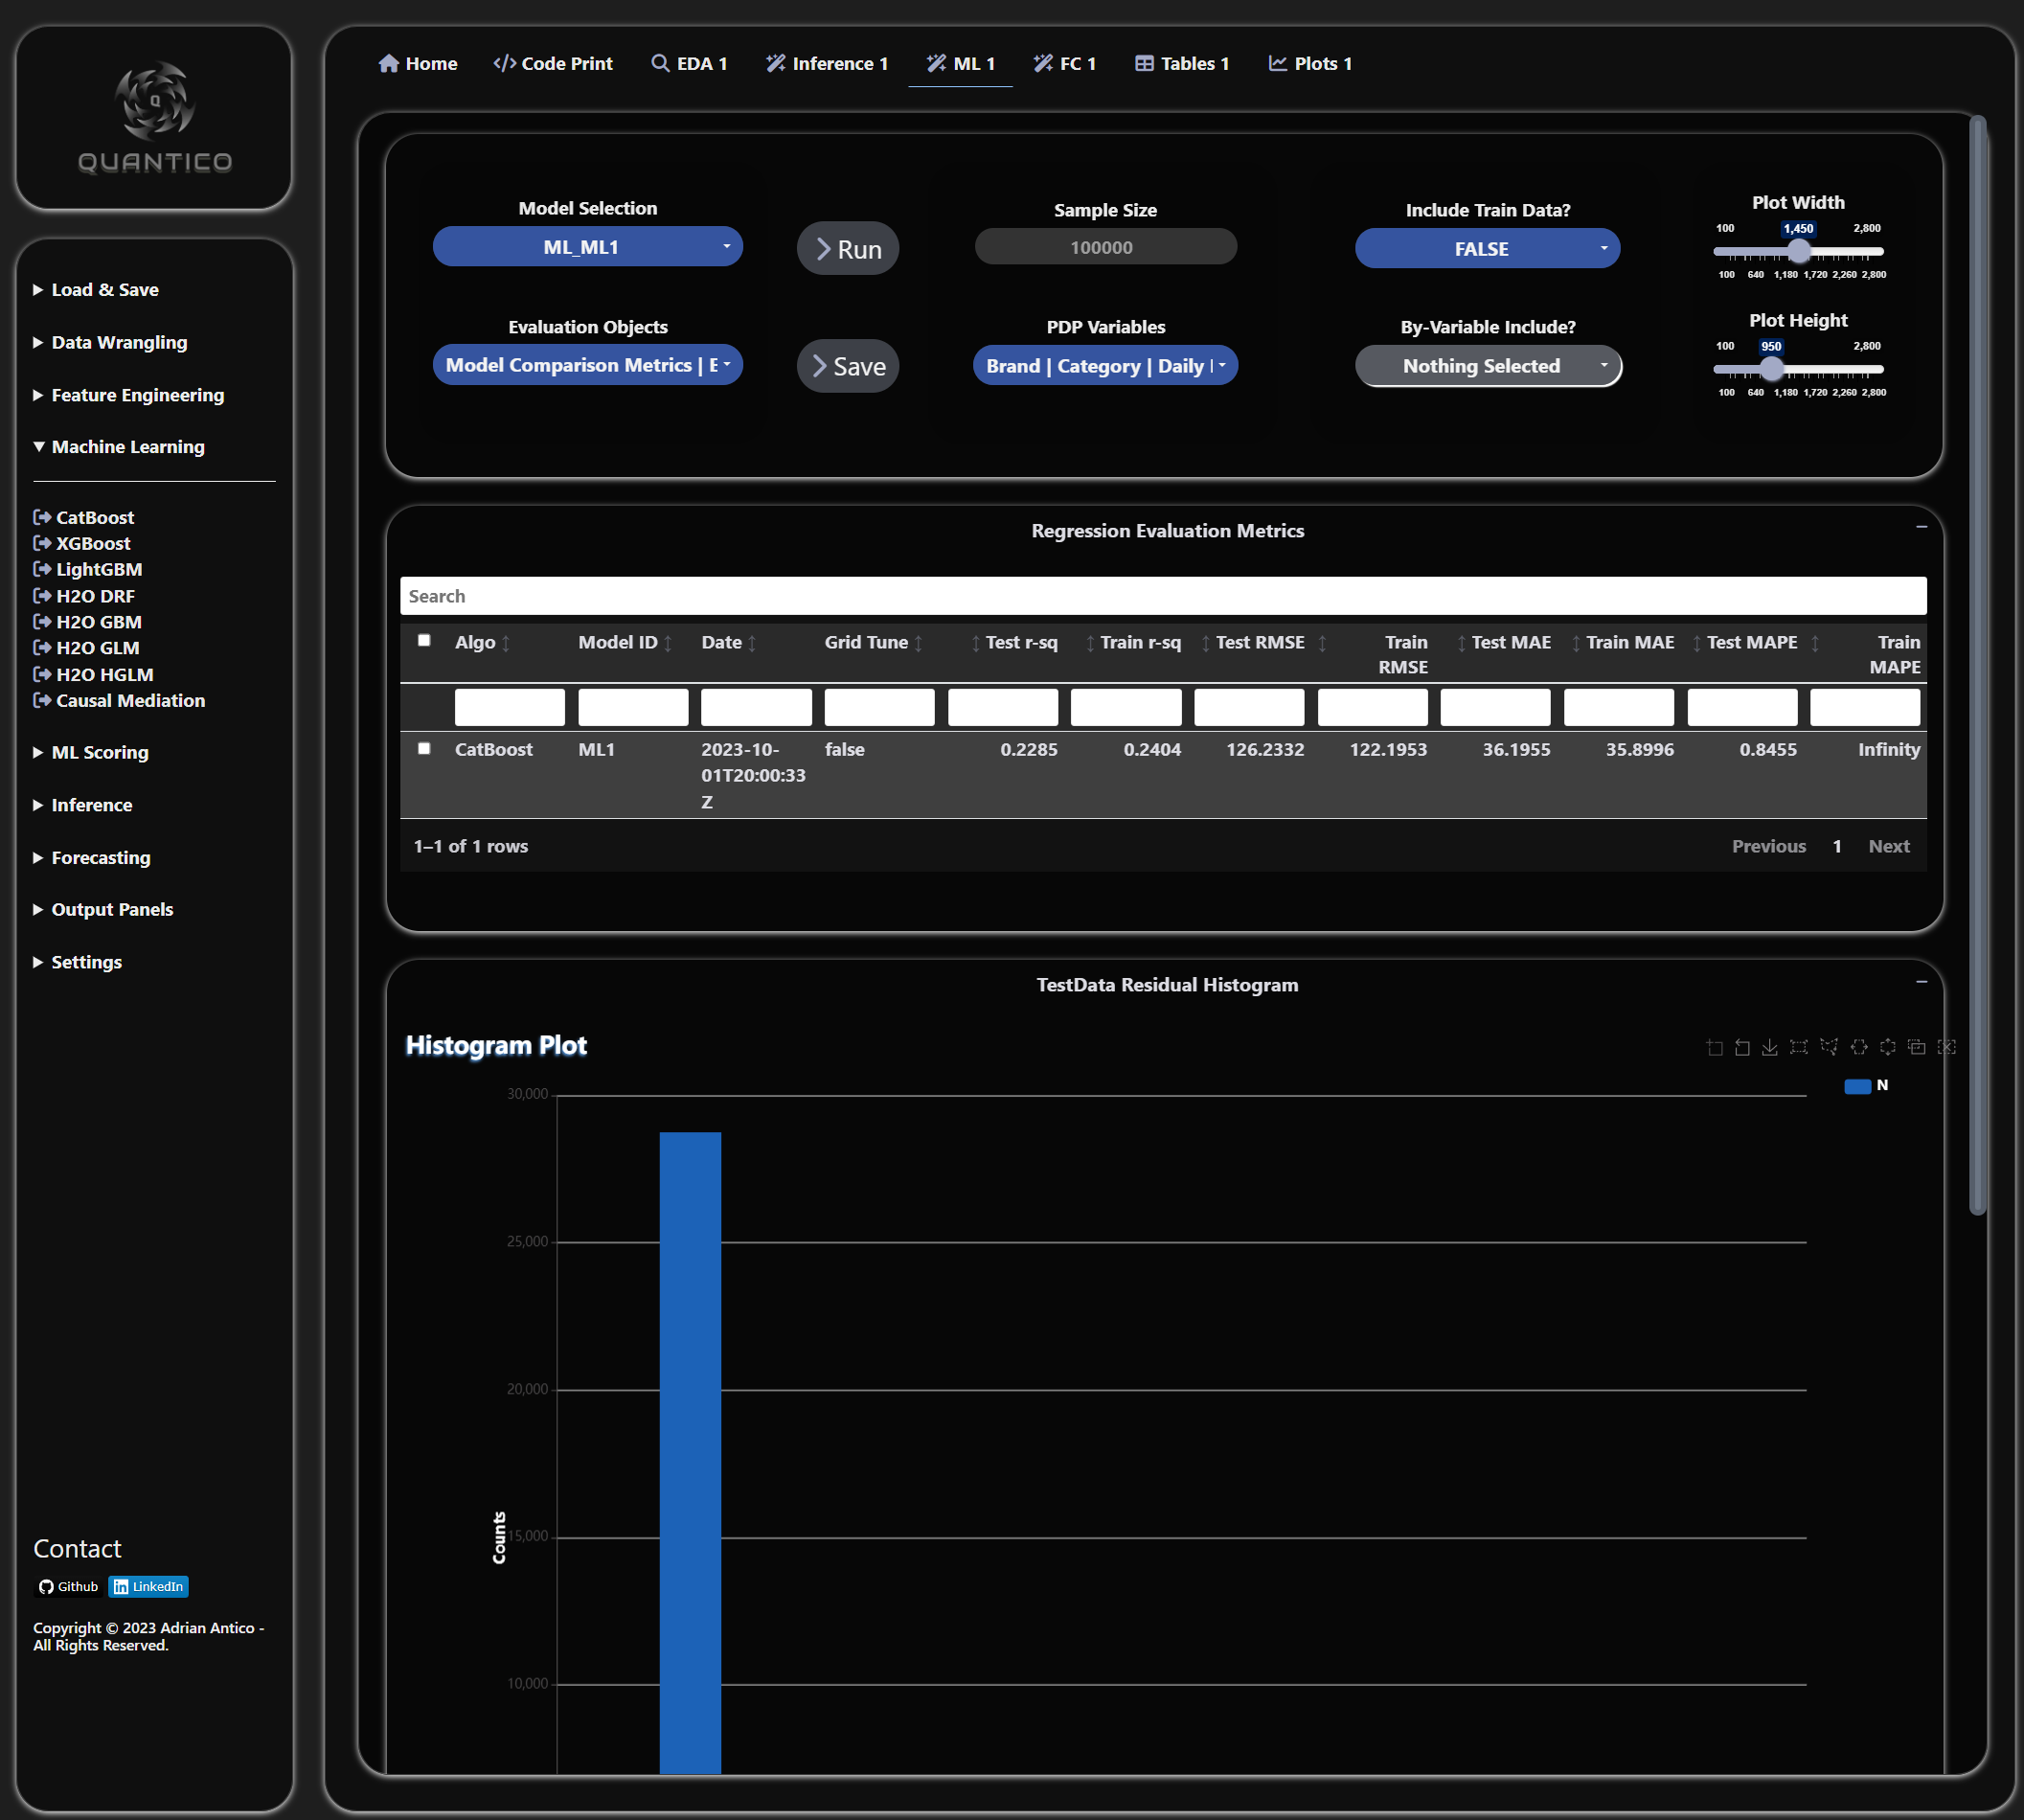 QUANTICO
Load & Save
Data Wrangling
Feature Engineering
Machine Learning
CatBoost
XGBoost
LightGBM
H2O DRF
H2O GBM
H2O GLM
H2O HGLM
Causal Mediation
ML Scoring
Inference
Forecasting
Output Panels
Settings
Contact
Github LinkedIn
Copyright © 2023 Adrian Antico -
All Rights Reserved.
Home </> Code Print EDA 1 Inference 1 ML 1 FC 1 Tables 1 Plots 1
Model Selection
ML_ML1
Run
Sample Size
100000
Include Train Data?
FALSE
Plot Width
100 1,450 2,800
100 640 1,180 1,720 2,260 2,800
Evaluation Objects
Model Comparison Metrics | E
Save
PDP Variables
Brand | Category | Daily
By-Variable Include?
Nothing Selected
Plot Height
100 950 2,800
100 640 1,180 1,720 2,260 2,800
Regression Evaluation Metrics
Search
Algo Model ID Date Grid Tune Test r-sq Train r-sq Test RMSE Train RMSE Test MAE Train MAE Test MAPE Train MAPE
CatBoost ML1 2023-10-01T20:00:33Z false 0.2285 0.2404 126.2332 122.1953 36.1955 35.8996 0.8455 Infinity
1–1 of 1 rows Previous 1 Next
TestData Residual Histogram
Histogram Plot
N
30,000
25,000
20,000
15,000
10,000
Counts